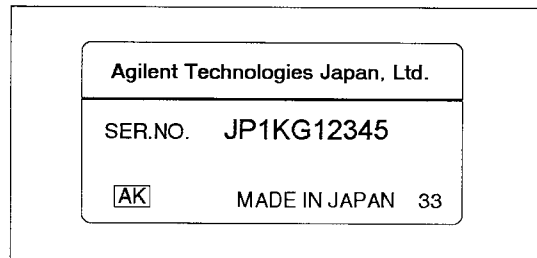 Agilent Technologies Japan, Ltd.
SER.NO. JP1KG12345
AK MADE IN JAPAN 33